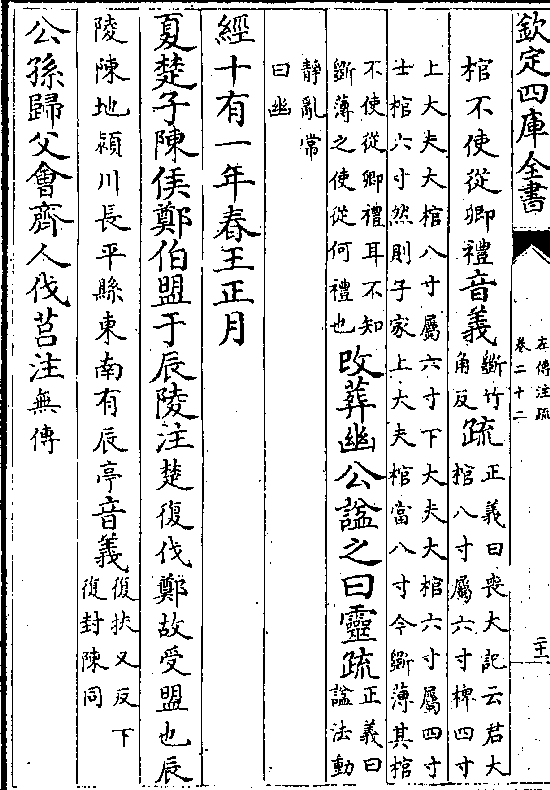 欽定四庫全書
左傳注疏
卷二十二
二十一
棺不使從卿禮音義斵竹角反疏正義曰喪大記云君大棺八寸屬六寸椑四寸
上大夫大棺八寸屬六寸下大夫大棺六寸屬四寸
士棺六寸然則子家上大夫棺當八寸今斵薄其棺
不使從卿禮耳不知
斵薄之使從何禮也改葬幽公諡之曰靈疏正義曰諡法動
靜亂常
曰幽
經十有一年春王正月
夏楚子陳侯鄭伯盟于辰陵注楚復伐鄭故受盟也辰
陵陳地潁川長平縣東南有辰亭音義復扶又反下
復封陳同
公孫歸父會齊人伐莒注無傳